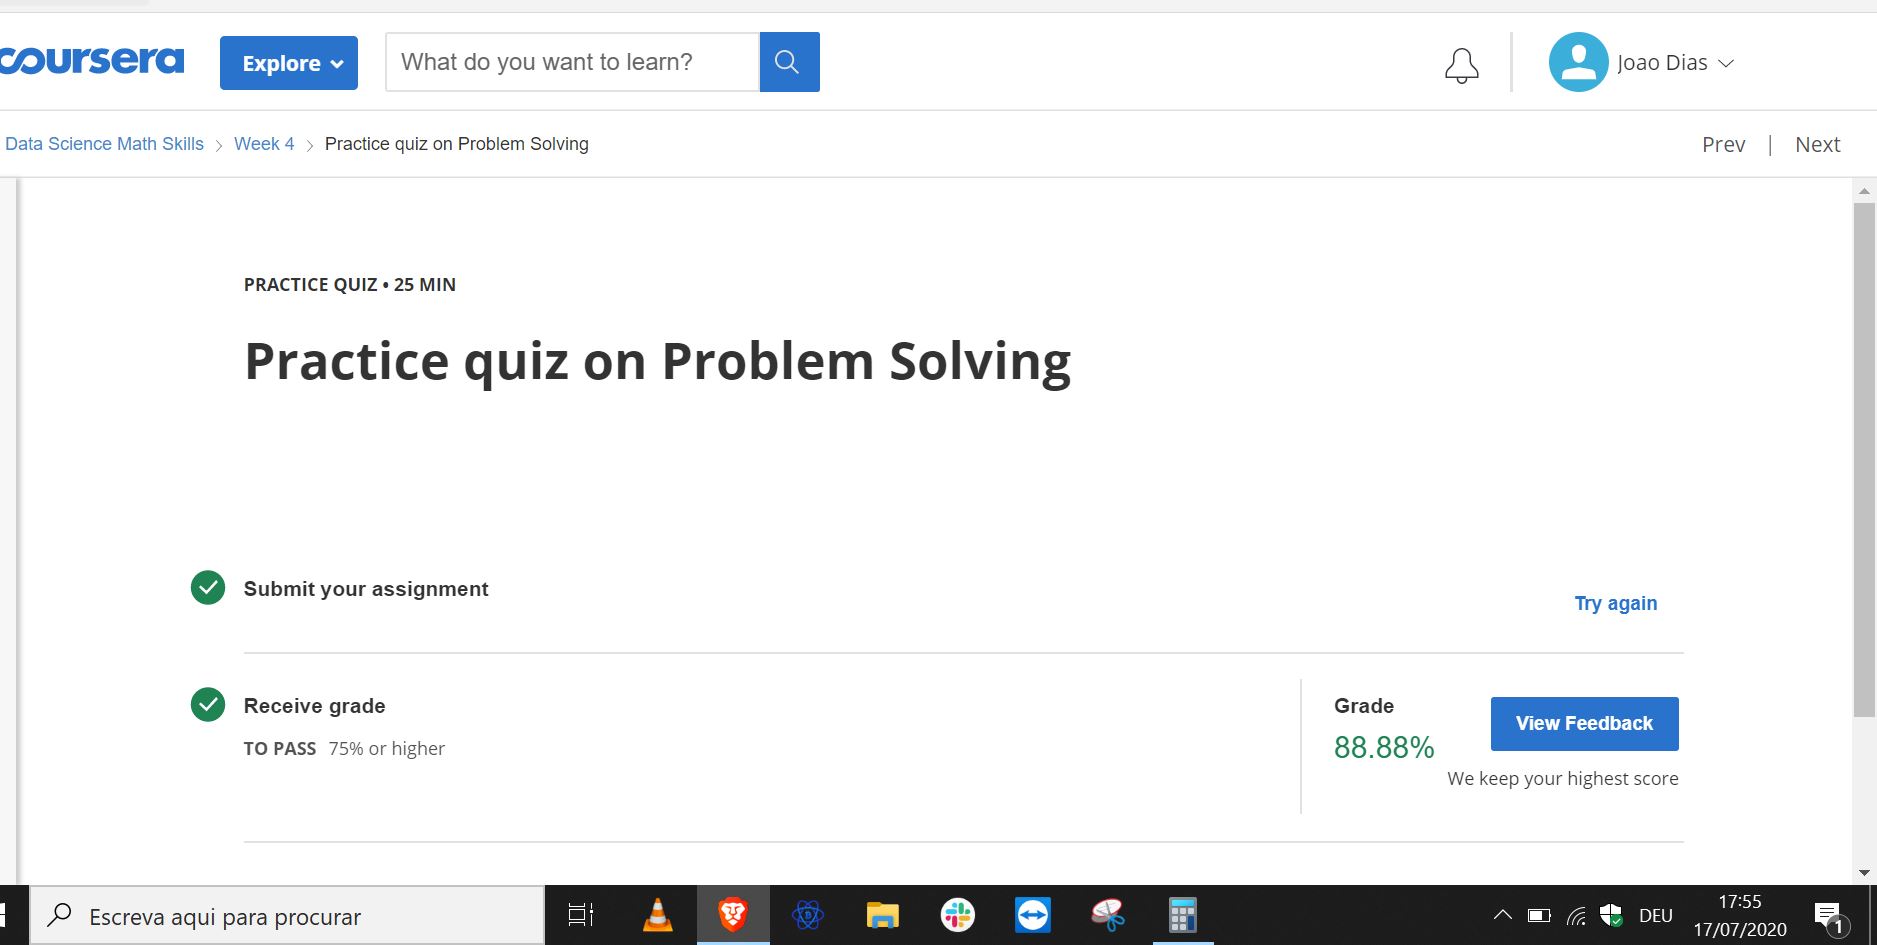 coursera
Explore
What do you want to learn?
Joao Dias
Data Science Math Skills > Week 4 > Practice quiz on Problem Solving
Prev | Next
PRACTICE QUIZ • 25 MIN
Practice quiz on Problem Solving
Submit your assignment
Try again
Receive grade
TO PASS 75% or higher
Grade
88.88%
View Feedback
We keep your highest score
Escreva aqui para procurar
DEU
17:55
17/07/2020
1